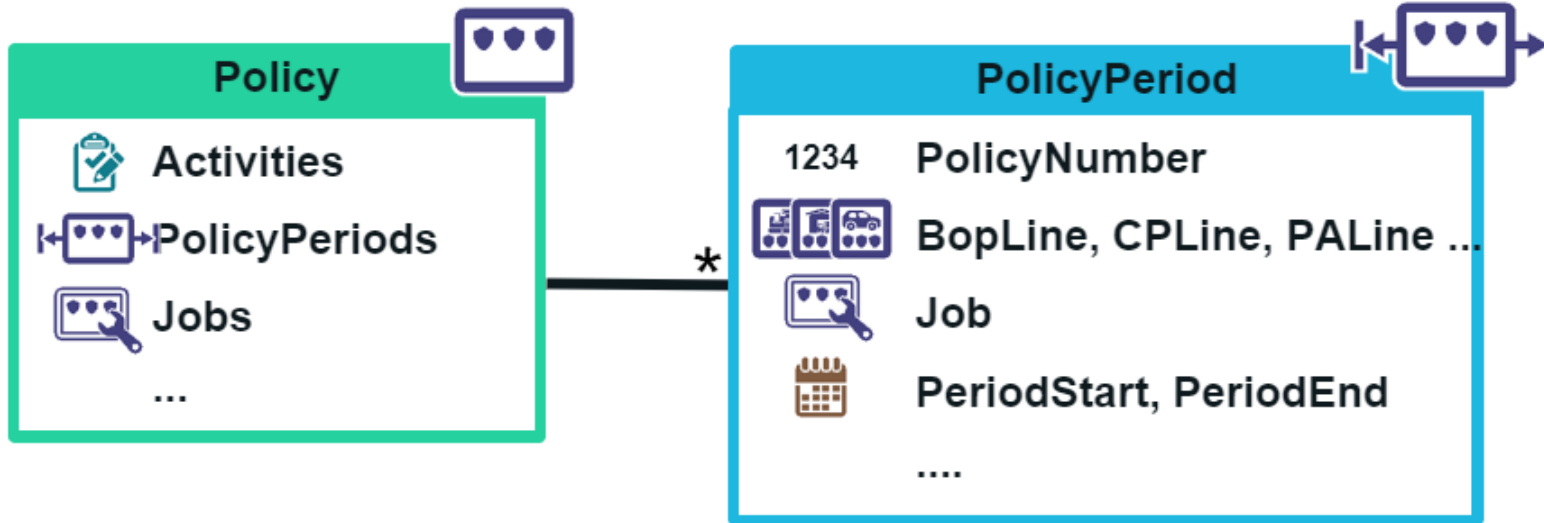 Policy
Activities
PolicyPeriods
Jobs
...
*
PolicyPeriod
1234 PolicyNumber
BopLine, CPLine, PALine ...
Job
PeriodStart, PeriodEnd
....